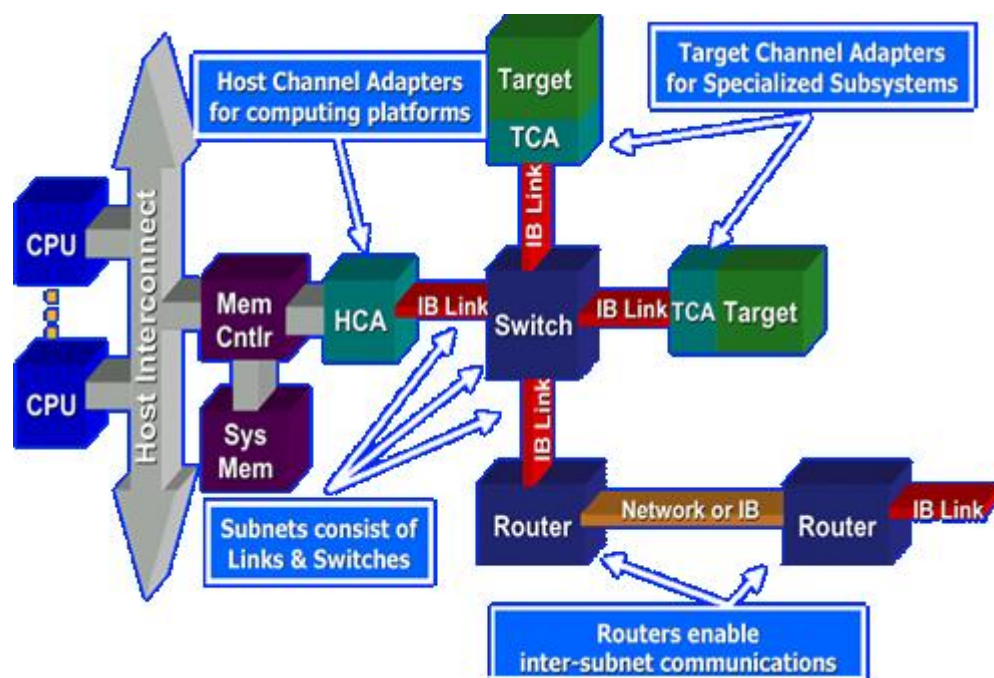 Host Channel Adapters
for computing platforms
Target
TCA
Target Channel Adapters
for Specialized Subsystems
IB Link
CPU
CPU
Host Interconnect
Mem
Cntlr
HCA
IB Link
Switch
IB Link
TCA
Target
Sys
Mem
IB Link
Subnets consist of
Links & Switches
Router
Network or IB
Router
IB Link
Routers enable
inter-subnet communications